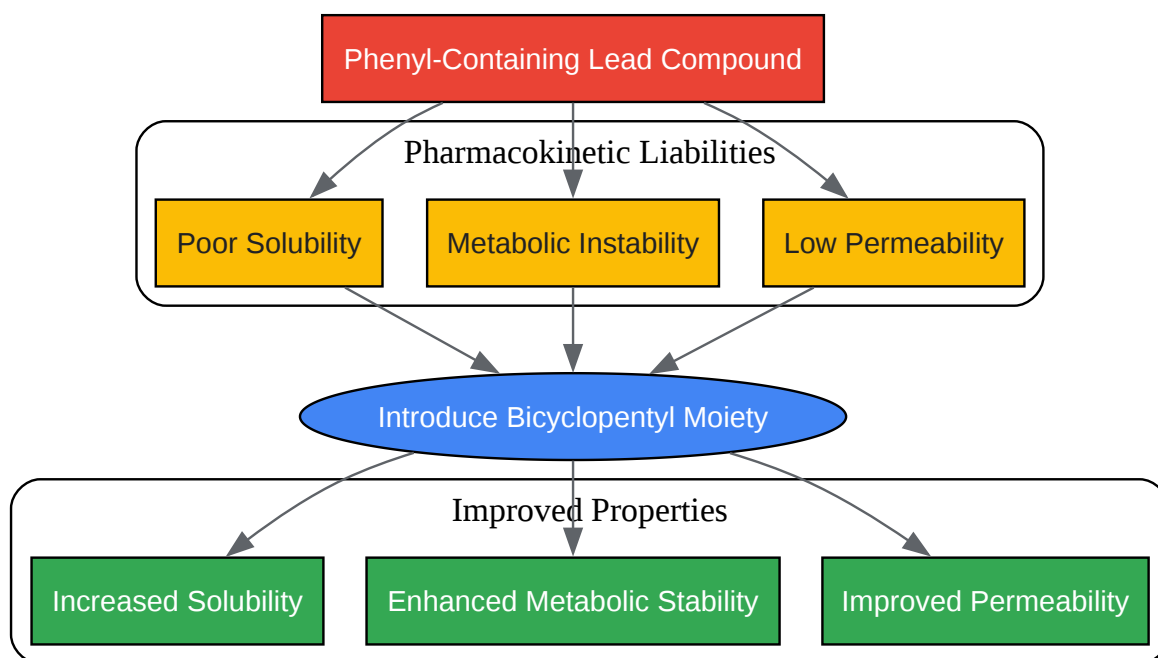 Phenyl-Containing Lead Compound
Pharmacokinetic Liabilities
Poor Solubility
Metabolic Instability
Low Permeability
Introduce Bicyclopentyl Moiety
Improved Properties
Increased Solubility
Enhanced Metabolic Stability
Improved Permeability